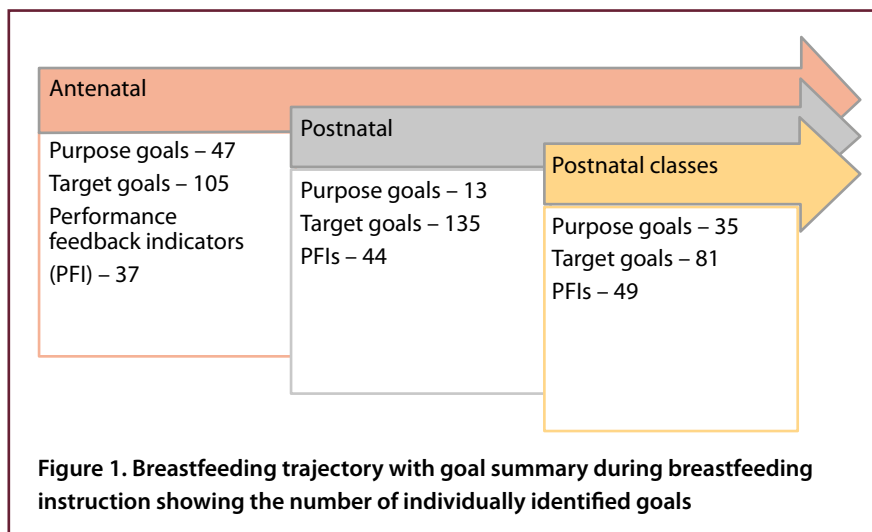 Antenatal
Purpose goals – 47
Target goals – 105
Performance
feedback indicators
(PFI) – 37
Postnatal
Purpose goals – 13
Target goals – 135
PFIs – 44
Postnatal classes
Purpose goals – 35
Target goals – 81
PFIs – 49
Figure 1. Breastfeeding trajectory with goal summary during breastfeeding
instruction showing the number of individually identified goals